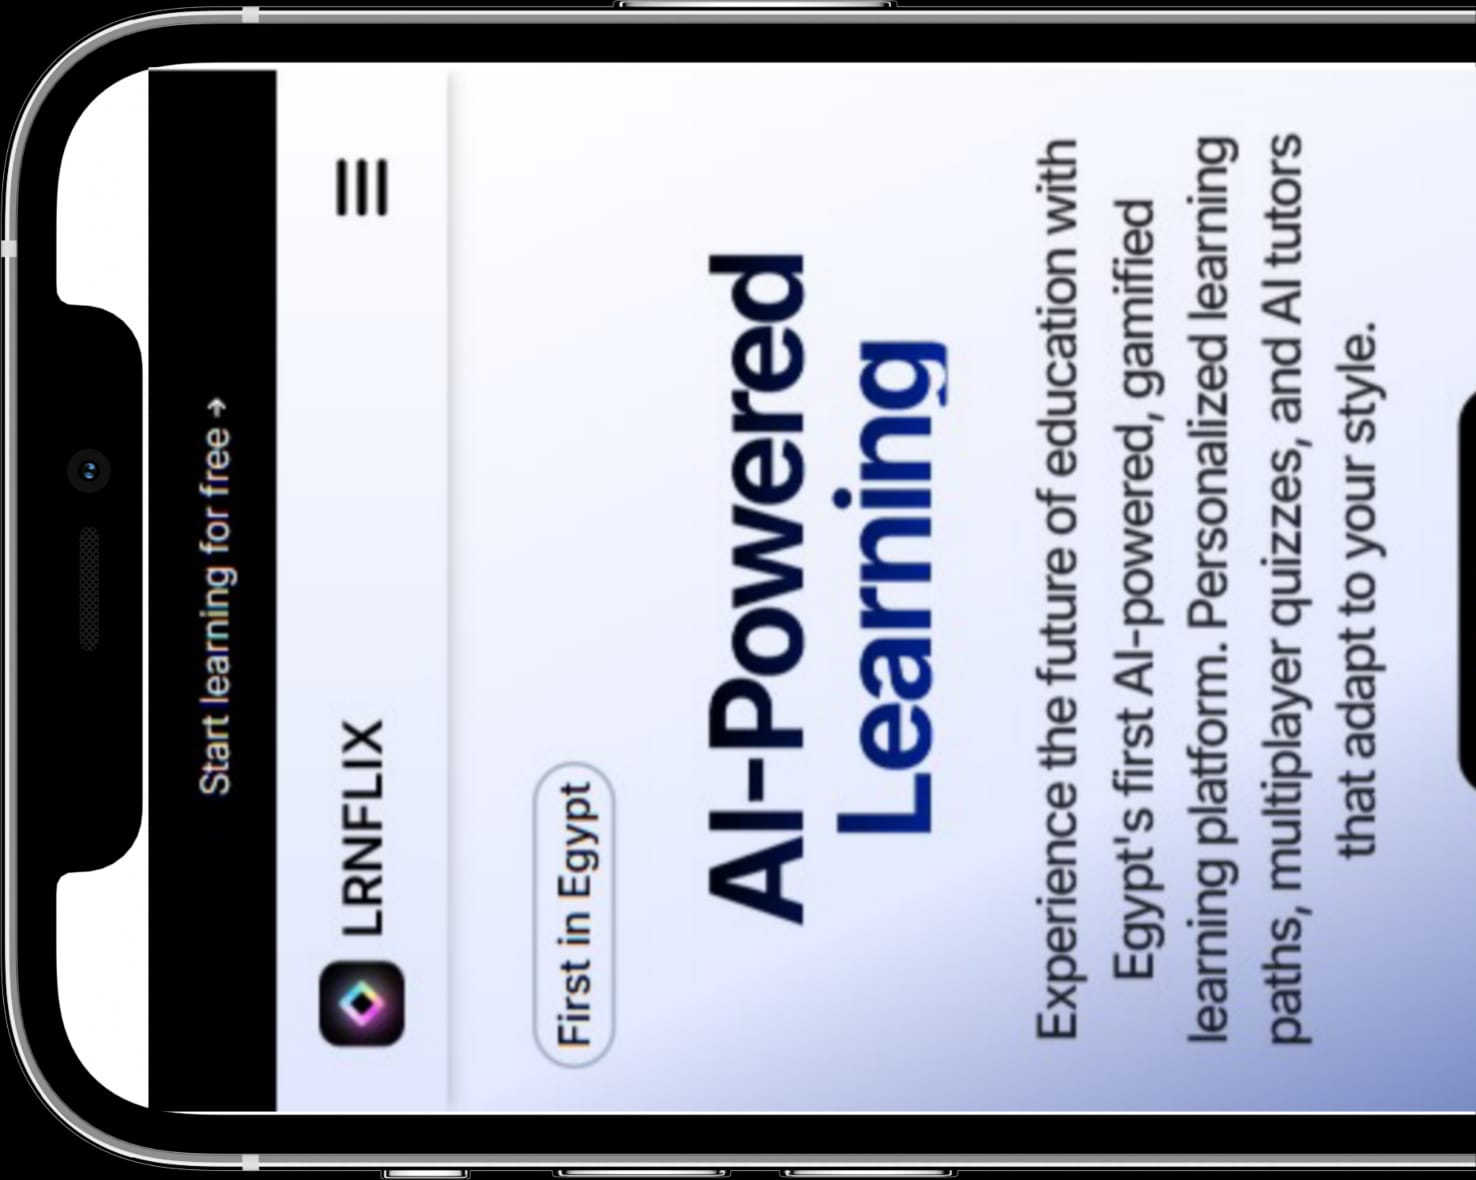 Start learning for free →
LRNFLIX
First in Egypt
AI-Powered
Learning
Experience the future of education with
Egypt's first AI-powered, gamified
learning platform. Personalized learning
paths, multiplayer quizzes, and AI tutors
that adapt to your style.